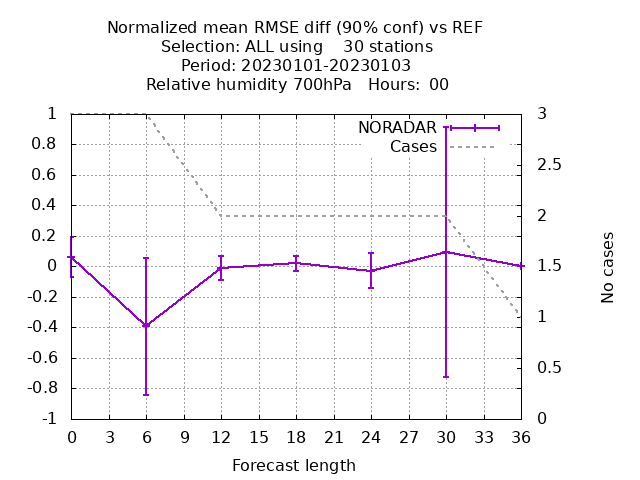 Normalized mean RMSE diff (90% conf) vs REF
Selection: ALL using    30 stations
Period: 20230101-20230103
Relative humidity 700hPa   Hours:  00
NORADAR
Cases
1
0.8
0.6
0.4
0.2
0
-0.2
-0.4
-0.6
-0.8
-1
3
2.5
2
1.5
1
0.5
0
No cases
0 3 6 9 12 15 18 21 24 27 30 33 36
Forecast length